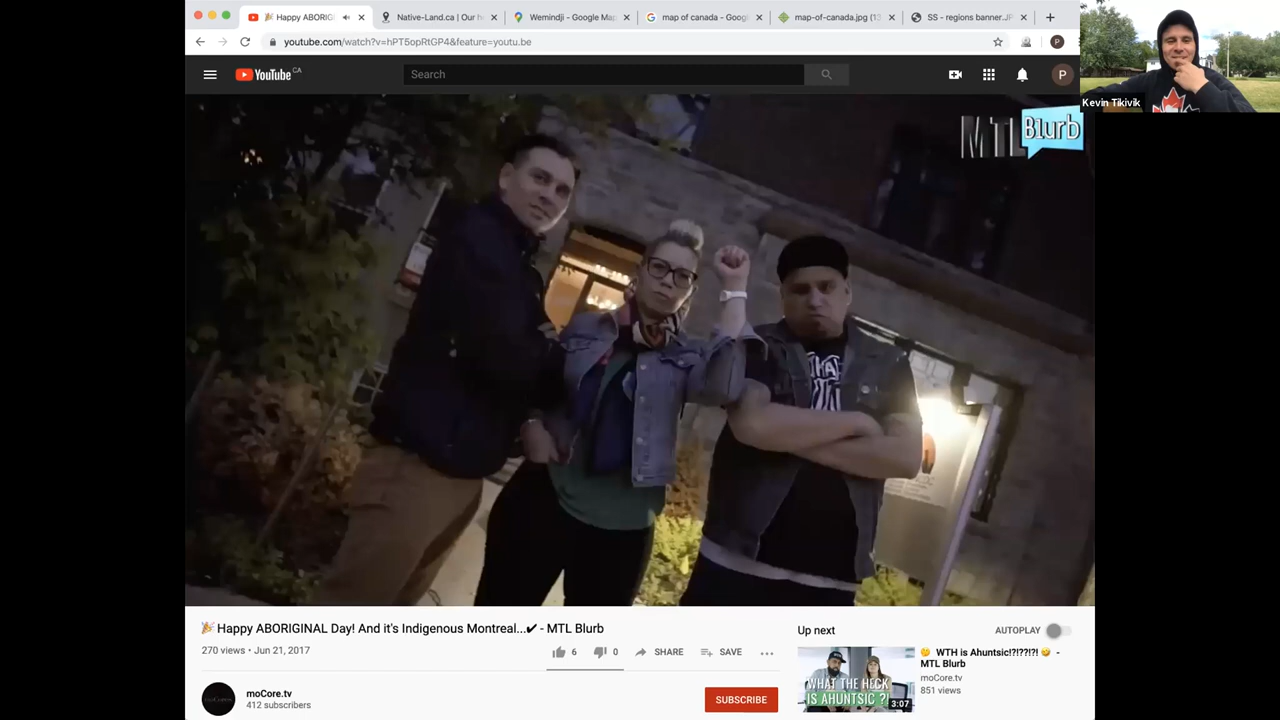 Happy ABORIG
Native-Land.ca | Our h
Wemindji - Google Map
map of canada - Goog
map-of-canada.jpg (13
SS - regions banner.JP
youtube.com/watch?v=hPT5opRtGP4&feature=youtu.be
P
YouTube CA
Search
P
Kevin Tikivik
MTL Blurb
🎉 Happy ABORIGINAL Day! And it's Indigenous Montreal...✔ - MTL Blurb
270 views • Jun 21, 2017
6
0
SHARE
SAVE
moCore.tv
412 subscribers
SUBSCRIBE
Up next
AUTOPLAY
WHAT THE HECK
IS AHUNTSIC ?!
3:07
🤔 WTH is Ahuntsic!?!??!?! 🤣 -
MTL Blurb
moCore.tv
851 views